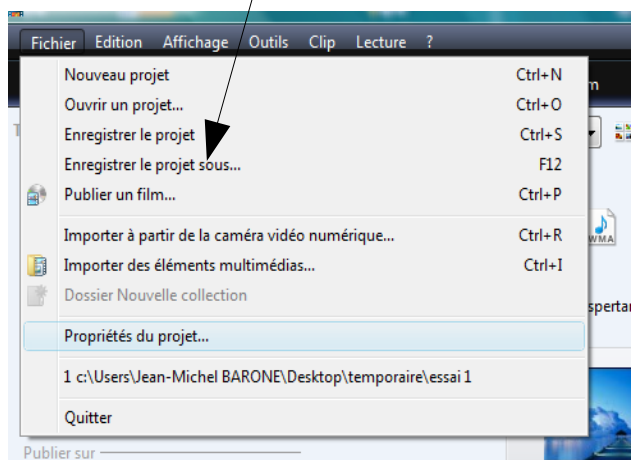 Fichier Edition Affichage Outils Clip Lecture ?
Nouveau projet Ctrl+N
Ouvrir un projet... Ctrl+O
Enregistrer le projet Ctrl+S
Enregistrer le projet sous... F12
Publier un film... Ctrl+P
Importer à partir de la caméra vidéo numérique... Ctrl+R
WMA
Importer des éléments multimédias... Ctrl+I
Dossier Nouvelle collection
Propriétés du projet...
1 c:\Users\Jean-Michel BARONE\Desktop\temporaire\essai 1
Quitter
Publier sur